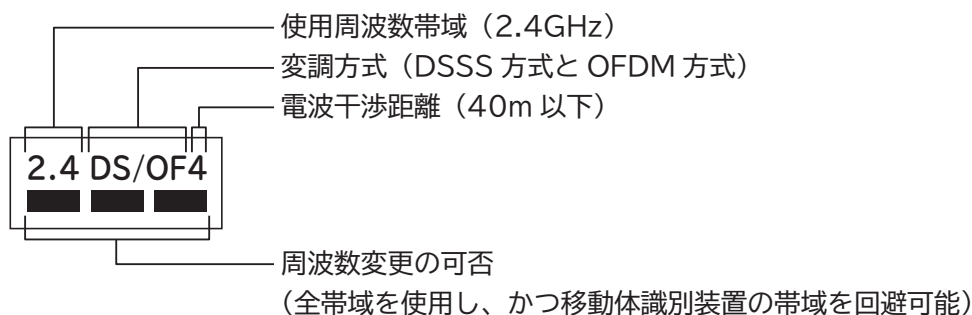 使用周波数帯域（2.4GHz）
変調方式（DSSS 方式と OFDM 方式）
電波干渉距離（40m 以下）
2.4 DS/OF4
周波数変更の可否
（全帯域を使用し、かつ移動体識別装置の帯域を回避可能）